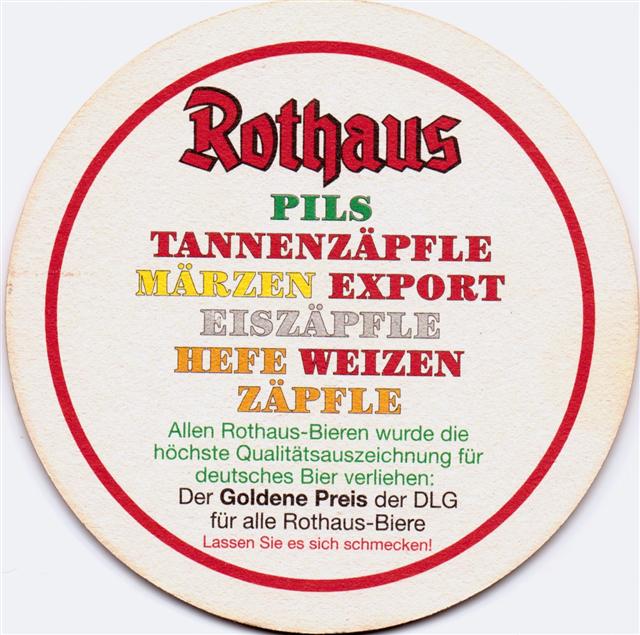 Rothaus
PILS
TANNENZÄPFLE
MÄRZEN EXPORT
EISZÄPFLE
HEFE WEIZEN
ZÄPFLE
Allen Rothaus-Bieren wurde die
höchste Qualitätsauszeichnung für
deutsches Bier verliehen:
Der Goldene Preis der DLG
für alle Rothaus-Biere
Lassen Sie es sich schmecken!